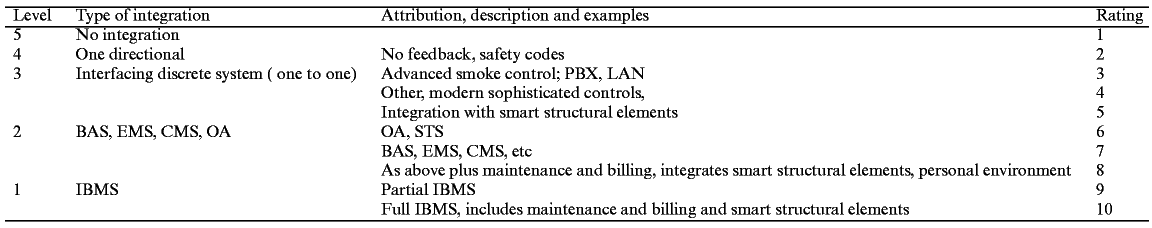 Level Type of integration Attribution, description and examples Rating
5 No integration 1
4 One directional No feedback, safety codes 2
3 Interfacing discrete system ( one to one) Advanced smoke control; PBX, LAN 3
Other, modern sophisticated controls, 4
Integration with smart structural elements 5
2 BAS, EMS, CMS, OA OA, STS 6
BAS, EMS, CMS, etc 7
As above plus maintenance and billing, integrates smart structural elements, personal environment 8
1 IBMS Partial IBMS 9
Full IBMS, includes maintenance and billing and smart structural elements 10